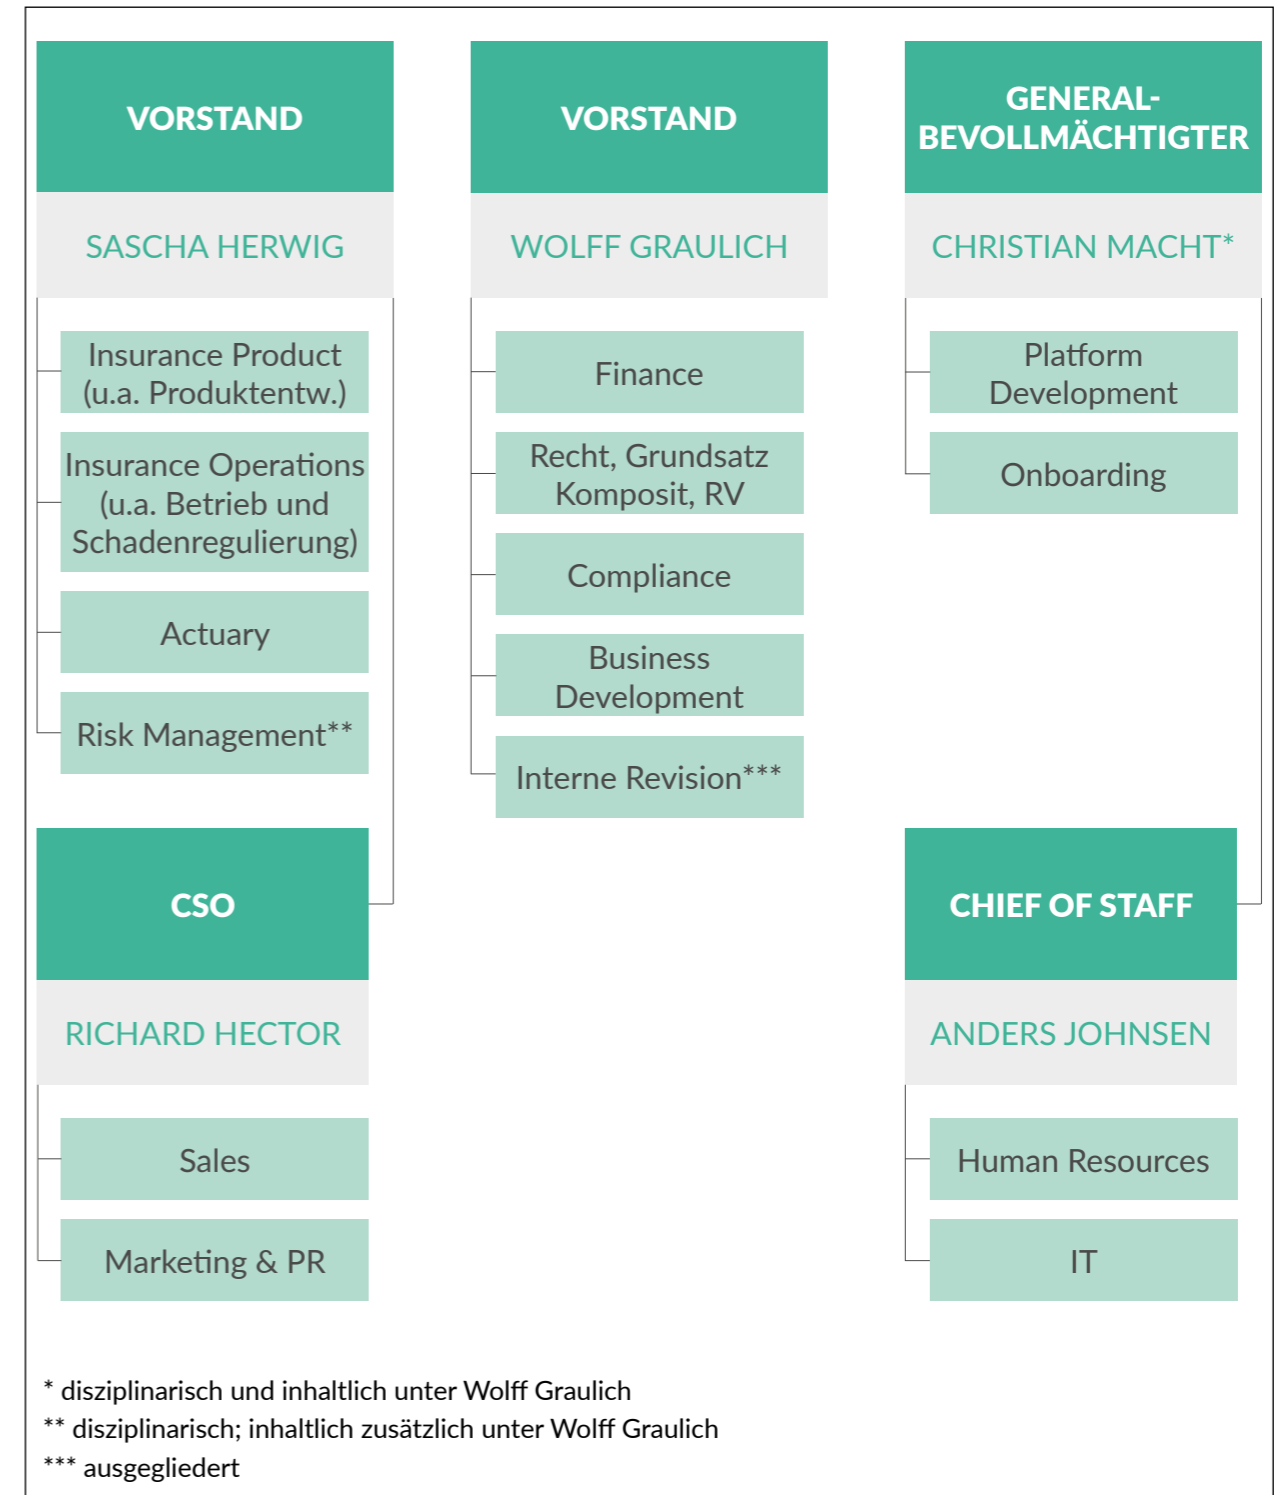 VORSTAND
SASCHA HERWIG
Insurance Product
(u.a. Produktentw.)
Insurance Operations
(u.a. Betrieb und
Schadenregulierung)
Actuary
Risk Management**
VORSTAND
WOLFF GRAULICH
Finance
Recht, Grundsatz
Komposit, RV
Compliance
Business
Development
Interne Revision***
GENERAL-
BEVOLLMÄCHTIGTER
CHRISTIAN MACHT*
Platform
Development
Onboarding
CSO
RICHARD HECTOR
Sales
Marketing & PR
CHIEF OF STAFF
ANDERS JOHNSEN
Human Resources
IT
* disziplinarisch und inhaltlich unter Wolff Graulich
** disziplinarisch; inhaltlich zusätzlich unter Wolff Graulich
*** ausgegliedert